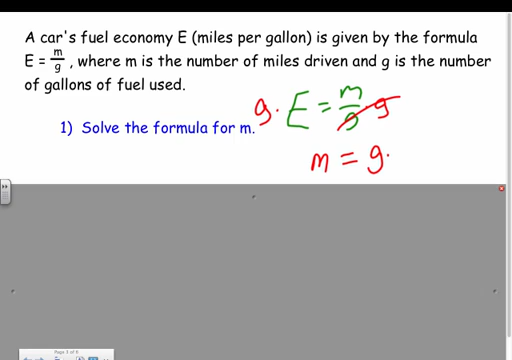 A car's fuel economy E (miles per gallon) is given by the formula
E = m/g, where m is the number of miles driven and g is the number
of gallons of fuel used.
1) Solve the formula for m.
g · E = m/g · g
m = g·